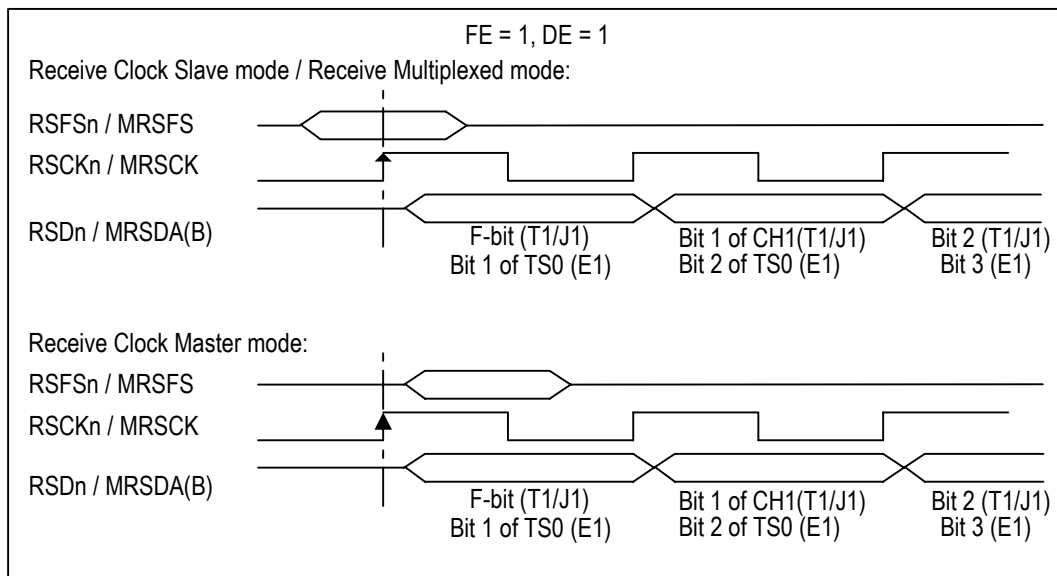 FE = 1, DE = 1
Receive Clock Slave mode / Receive Multiplexed mode:
RSFSn / MRSFS
RSCKn / MRSCK
RSDn / MRSDA(B)
F-bit (T1/J1) Bit 1 of CH1(T1/J1) Bit 2 (T1/J1)
Bit 1 of TS0 (E1) Bit 2 of TS0 (E1) Bit 3 (E1)
Receive Clock Master mode:
RSFSn / MRSFS
RSCKn / MRSCK
RSDn / MRSDA(B)
F-bit (T1/J1) Bit 1 of CH1(T1/J1) Bit 2 (T1/J1)
Bit 1 of TS0 (E1) Bit 2 of TS0 (E1) Bit 3 (E1)